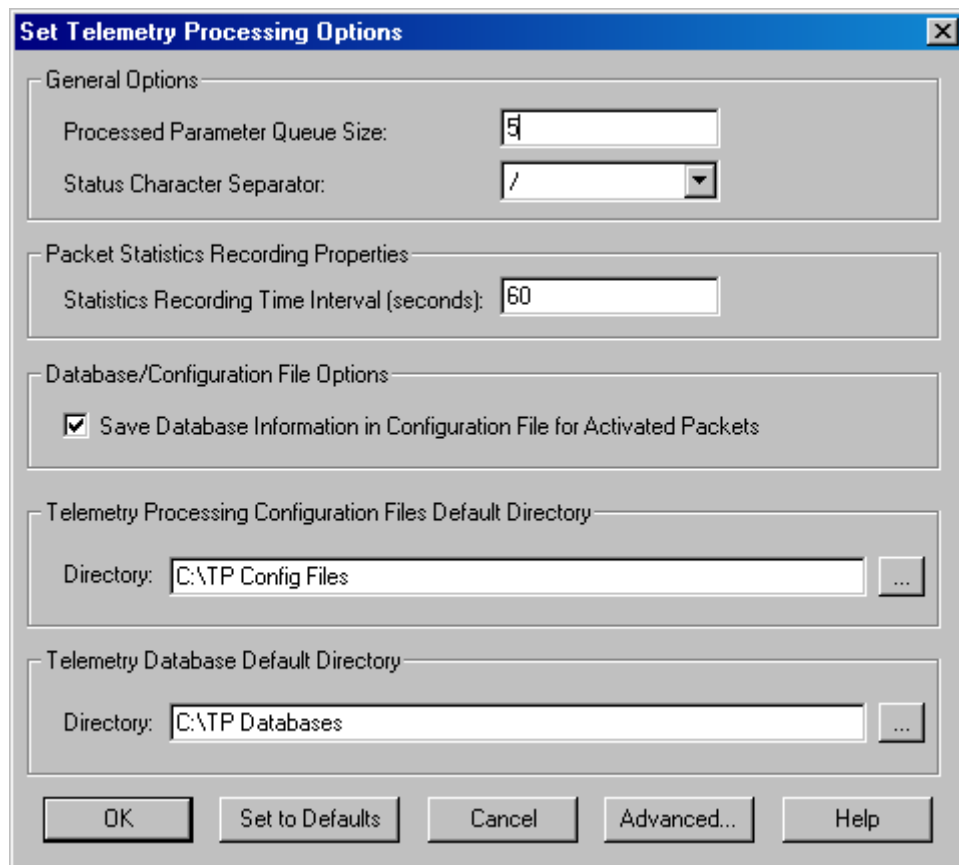 Set Telemetry Processing Options
General Options
Processed Parameter Queue Size: 5
Status Character Separator: /
Packet Statistics Recording Properties
Statistics Recording Time Interval (seconds): 60
Database/Configuration File Options
Save Database Information in Configuration File for Activated Packets
Telemetry Processing Configuration Files Default Directory
Directory: C:\TP Config Files ...
Telemetry Database Default Directory
Directory: C:\TP Databases ...
OK Set to Defaults Cancel Advanced... Help